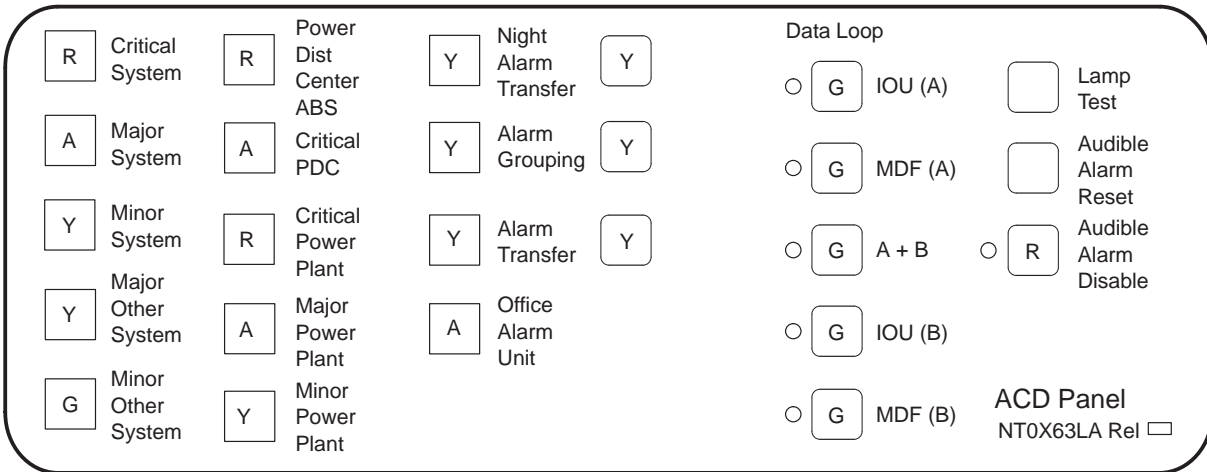 R
Critical
System
A
Major
System
Y
Minor
System
Y
Major
Other
System
G
Minor
Other
System
R
Power
Dist
Center
ABS
A
Critical
PDC
R
Critical
Power
Plant
A
Major
Power
Plant
Y
Minor
Power
Plant
Y
Night
Alarm
Transfer
Y
Y
Alarm
Grouping
Y
Y
Alarm
Transfer
Y
A
Office
Alarm
Unit
Data Loop
G IOU (A)
G MDF (A)
G A + B
G IOU (B)
G MDF (B)
Lamp
Test
Audible
Alarm
Reset
R
Audible
Alarm
Disable
ACD Panel
NT0X63LA Rel